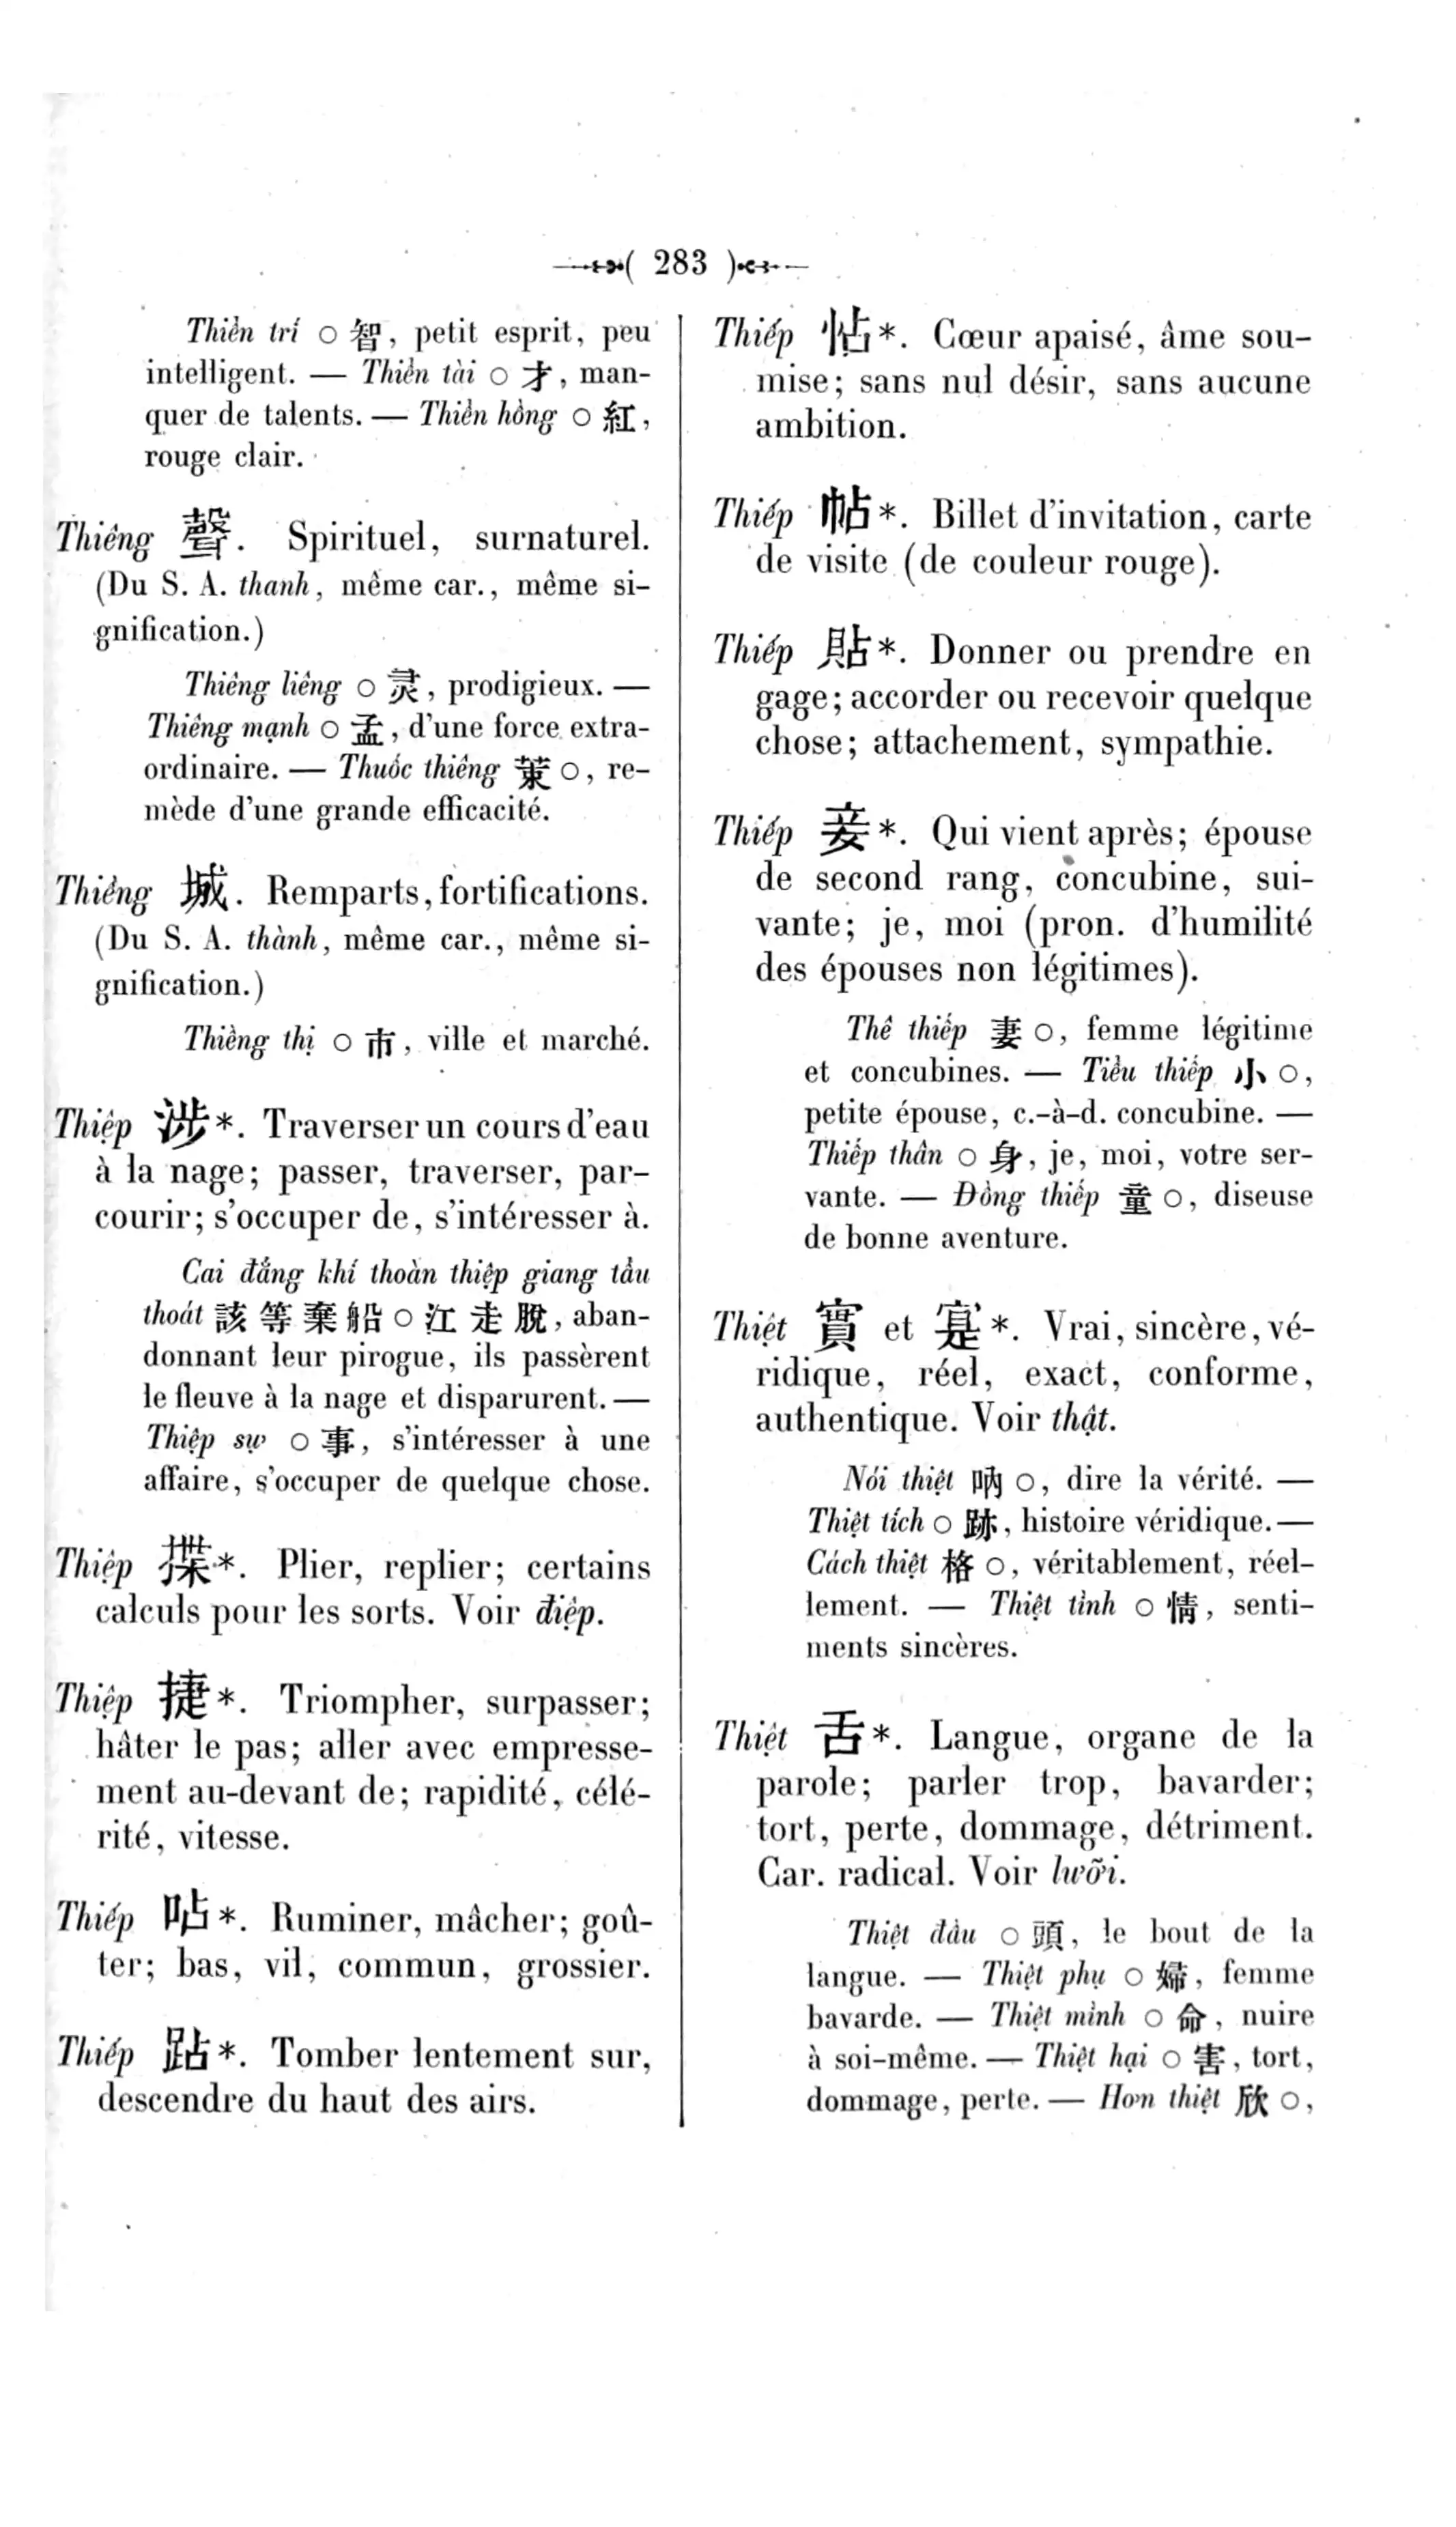 ( 283 )
Thiển trí ○ 智, petit esprit, peu
intelligent. — Thiển tài ○ 才, man-
quer de talents. — Thiển hồng ○ 紅,
rouge clair.
Thiêng 聲. Spirituel, surnaturel.
(Du S. A. thanh, même car., même si-
gnification.)
Thiêng liêng ○ 灵, prodigieux. —
Thiêng mạnh ○ 孟, d'une force extra-
ordinaire. — Thuốc thiêng 葉 ○, re-
mède d'une grande efficacité.
Thiềng 城. Remparts, fortifications.
(Du S. A. thành, même car., même si-
gnification.)
Thiềng thị ○ 市, ville et marché.
Thiệp 涉*. Traverser un cours d'eau
à la nage; passer, traverser, par-
courir; s'occuper de, s'intéresser à.
Cai đẳng khí thoàn thiệp giang tẩu
thoát 該等棄船○江走脫, aban-
donnant leur pirogue, ils passèrent
le fleuve à la nage et disparurent. —
Thiệp sự ○ 事, s'intéresser à une
affaire, s'occuper de quelque chose.
Thiệp 揲*. Plier, replier; certains
calculs pour les sorts. Voir điệp.
Thiệp 捷*. Triompher, surpasser;
hâter le pas; aller avec empresse-
ment au-devant de; rapidité, célé-
rité, vitesse.
Thiếp 呫*. Ruminer, mâcher; goû-
ter; bas, vil, commun, grossier.
Thiếp 跕*. Tomber lentement sur,
descendre du haut des airs.
Thiếp 怗*. Cœur apaisé, âme sou-
mise; sans nul désir, sans aucune
ambition.
Thiếp 帖*. Billet d'invitation, carte
de visite (de couleur rouge).
Thiếp 貼*. Donner ou prendre en
gage; accorder ou recevoir quelque
chose; attachement, sympathie.
Thiếp 妾*. Qui vient après; épouse
de second rang, concubine, sui-
vante; je, moi (pron. d'humilité
des épouses non légitimes).
Thê thiếp 妻 ○, femme légitime
et concubines. — Tiểu thiếp 小 ○,
petite épouse, c.-à-d. concubine. —
Thiếp thân ○ 身, je, moi, votre ser-
vante. — Đồng thiếp 童 ○, diseuse
de bonne aventure.
Thiệt 實 et 寔*. Vrai, sincère, vé-
ridique, réel, exact, conforme,
authentique. Voir thật.
Nói thiệt 吶 ○, dire la vérité. —
Thiệt tích ○ 跡, histoire véridique. —
Cách thiệt 格 ○, véritablement, réel-
lement. — Thiệt tình ○ 情, senti-
ments sincères.
Thiệt 舌*. Langue, organe de la
parole; parler trop, bavarder;
tort, perte, dommage, détriment.
Car. radical. Voir lưỡi.
Thiệt đầu ○ 頭, le bout de la
langue. — Thiệt phụ ○ 婦, femme
bavarde. — Thiệt mình ○ 命, nuire
à soi-même. — Thiệt hại ○ 害, tort,
dommage, perte. — Hơn thiệt 欣 ○,